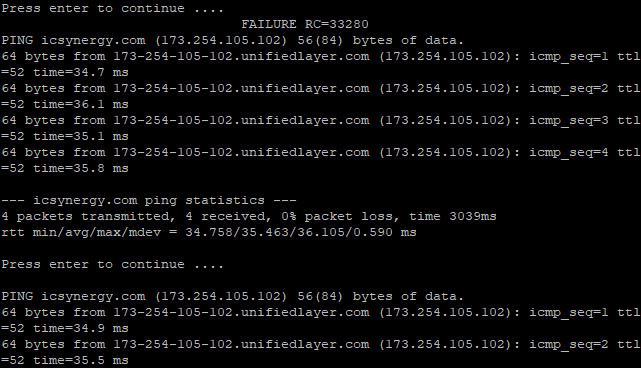 Press enter to continue ....
FAILURE RC=33280
PING icsynergy.com (173.254.105.102) 56(84) bytes of data.
64 bytes from 173-254-105-102.unifiedlayer.com (173.254.105.102): icmp_seq=1 ttl
=52 time=34.7 ms
64 bytes from 173-254-105-102.unifiedlayer.com (173.254.105.102): icmp_seq=2 ttl
=52 time=36.1 ms
64 bytes from 173-254-105-102.unifiedlayer.com (173.254.105.102): icmp_seq=3 ttl
=52 time=35.1 ms
64 bytes from 173-254-105-102.unifiedlayer.com (173.254.105.102): icmp_seq=4 ttl
=52 time=35.8 ms
--- icsynergy.com ping statistics ---
4 packets transmitted, 4 received, 0% packet loss, time 3039ms
rtt min/avg/max/mdev = 34.758/35.463/36.105/0.590 ms
Press enter to continue ....
PING icsynergy.com (173.254.105.102) 56(84) bytes of data.
64 bytes from 173-254-105-102.unifiedlayer.com (173.254.105.102): icmp_seq=1 ttl
=52 time=34.9 ms
64 bytes from 173-254-105-102.unifiedlayer.com (173.254.105.102): icmp_seq=2 ttl
=52 time=35.5 ms